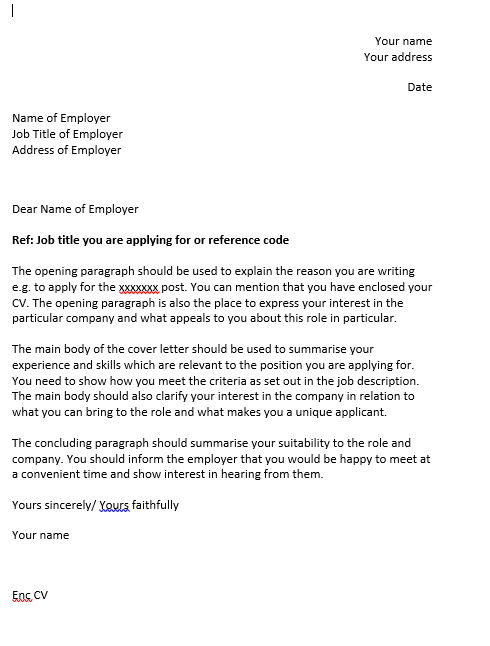 Your name
Your address
Date
Name of Employer
Job Title of Employer
Address of Employer
Dear Name of Employer
Ref: Job title you are applying for or reference code
The opening paragraph should be used to explain the reason you are writing
e.g. to apply for the xxxxxxx post. You can mention that you have enclosed your
CV. The opening paragraph is also the place to express your interest in the
particular company and what appeals to you about this role in particular.
The main body of the cover letter should be used to summarise your
experience and skills which are relevant to the position you are applying for.
You need to show how you meet the criteria as set out in the job description.
The main body should also clarify your interest in the company in relation to
what you can bring to the role and what makes you a unique applicant.
The concluding paragraph should summarise your suitability to the role and
company. You should inform the employer that you would be happy to meet at
a convenient time and show interest in hearing from them.
Yours sincerely/ Yours faithfully
Your name
Enc CV